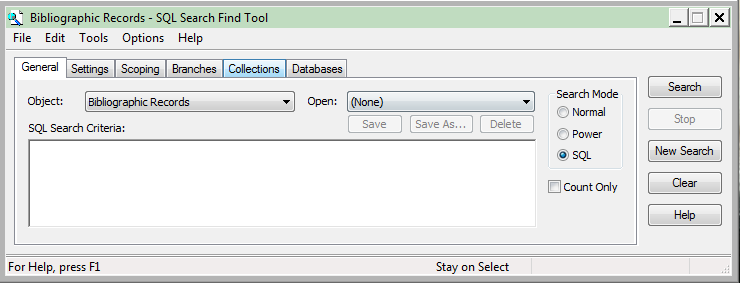 Bibliographic Records - SQL Search Find Tool
File Edit Tools Options Help
General Settings Scoping Branches Collections Databases
Object: Bibliographic Records Open: (None)
Save Save As... Delete
SQL Search Criteria:
Search Mode
Normal
Power
SQL
Count Only
Search
Stop
New Search
Clear
Help
For Help, press F1 Stay on Select